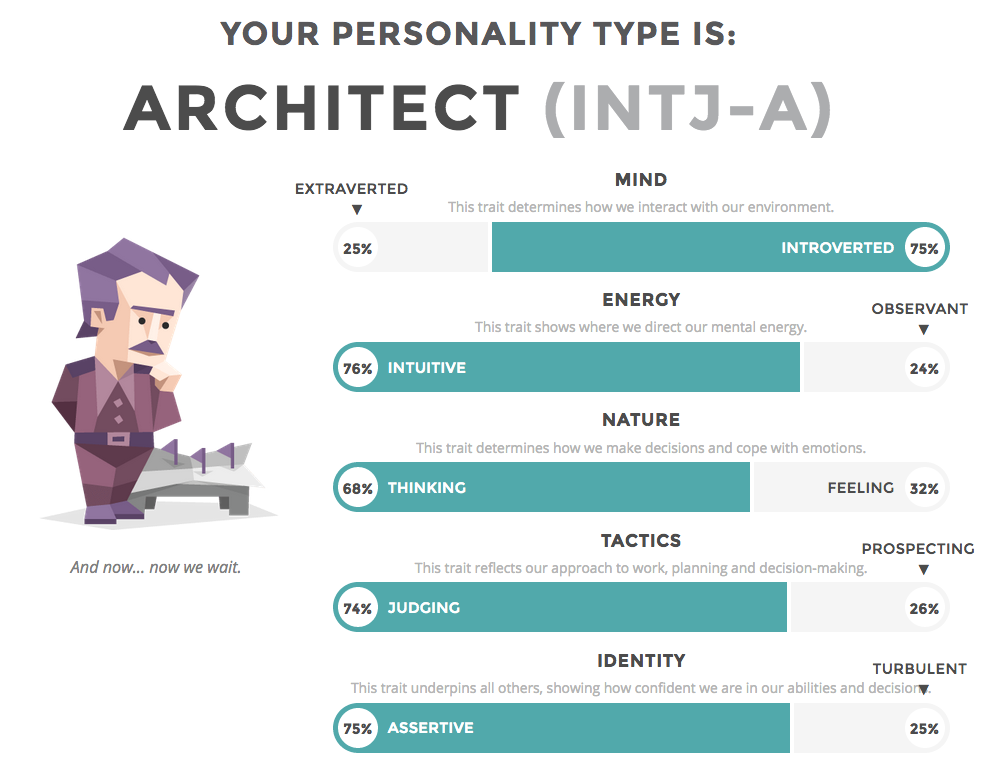 YOUR PERSONALITY TYPE IS:
ARCHITECT (INTJ-A)
MIND
EXTRAVERTED
This trait determines how we interact with our environment.
25% INTRODUCED 75%
ENERGY
OBSERVANT
This trait shows where we direct our mental energy.
76% INTUITIVE 24%
NATURE
This trait determines how we make decisions and cope with emotions.
68% THINKING FEELING 32%
TACTICS
PROSPECTING
This trait reflects our approach to work, planning and decision-making.
74% JUDGING 26%
And now... now we wait.
IDENTITY
TURBULENT
This trait underpins all others, showing how confident we are in our abilities and decisions.
75% ASSERTIVE 25%